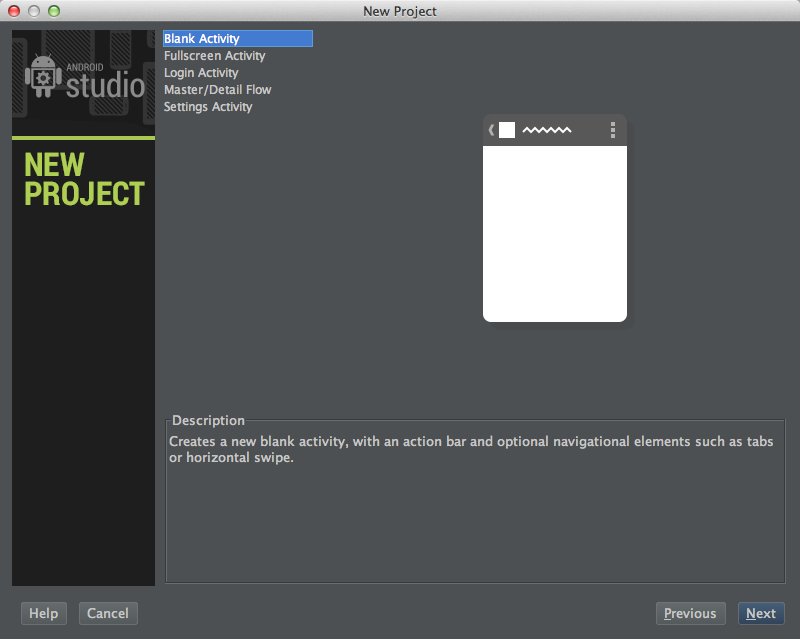 New Project
ANDROID
studio
NEW
PROJECT
Blank Activity
Fullscreen Activity
Login Activity
Master/Detail Flow
Settings Activity
Description
Creates a new blank activity, with an action bar and optional navigational elements such as tabs
or horizontal swipe.
Help
Cancel
Previous
Next